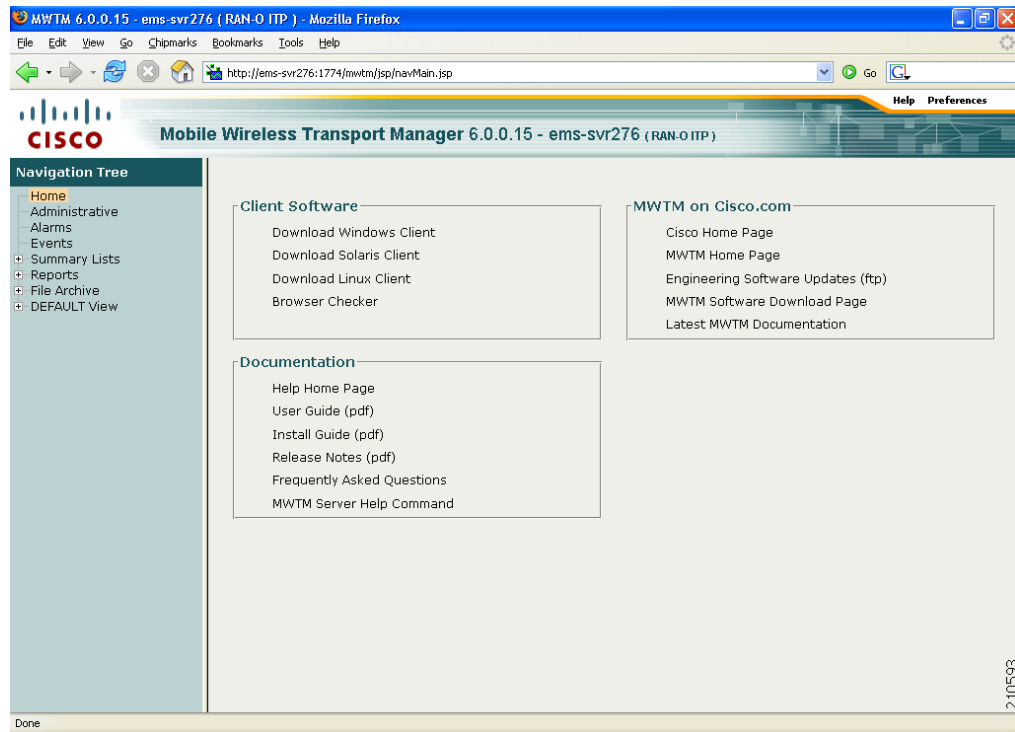 MWTM 6.0.0.15 - ems-svr276 ( RAN-O ITP ) - Mozilla Firefox
File Edit View Go Chipmarks Bookmarks Tools Help
http://ems-svr276:1774/mwtm/jsp/navMain.jsp Go G
Help Preferences
CISCO
Mobile Wireless Transport Manager 6.0.0.15 - ems-svr276 ( RAN-O ITP )
Navigation Tree
Home
Administrative
Alarms
Events
Summary Lists
Reports
File Archive
DEFAULT View
Client Software
Download Windows Client
Download Solaris Client
Download Linux Client
Browser Checker
MWTM on Cisco.com
Cisco Home Page
MWTM Home Page
Engineering Software Updates (ftp)
MWTM Software Download Page
Latest MWTM Documentation
Documentation
Help Home Page
User Guide (pdf)
Install Guide (pdf)
Release Notes (pdf)
Frequently Asked Questions
MWTM Server Help Command
210593
Done